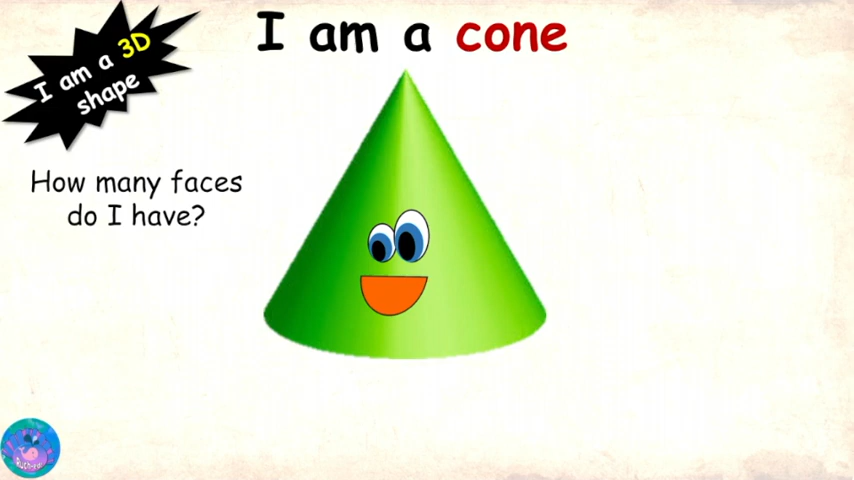 I am a cone
I am a 3D
shape
How many faces
do I have?